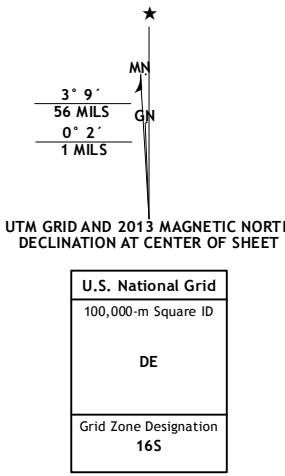 ★
MN
3° 9´
56 MILS
GN
0° 2´
1 MILS
UTM GRID AND 2013 MAGNETIC NORTH
DECLINATION AT CENTER OF SHEET
U.S. National Grid
100,000-m Square ID
DE
Grid Zone Designation
16S